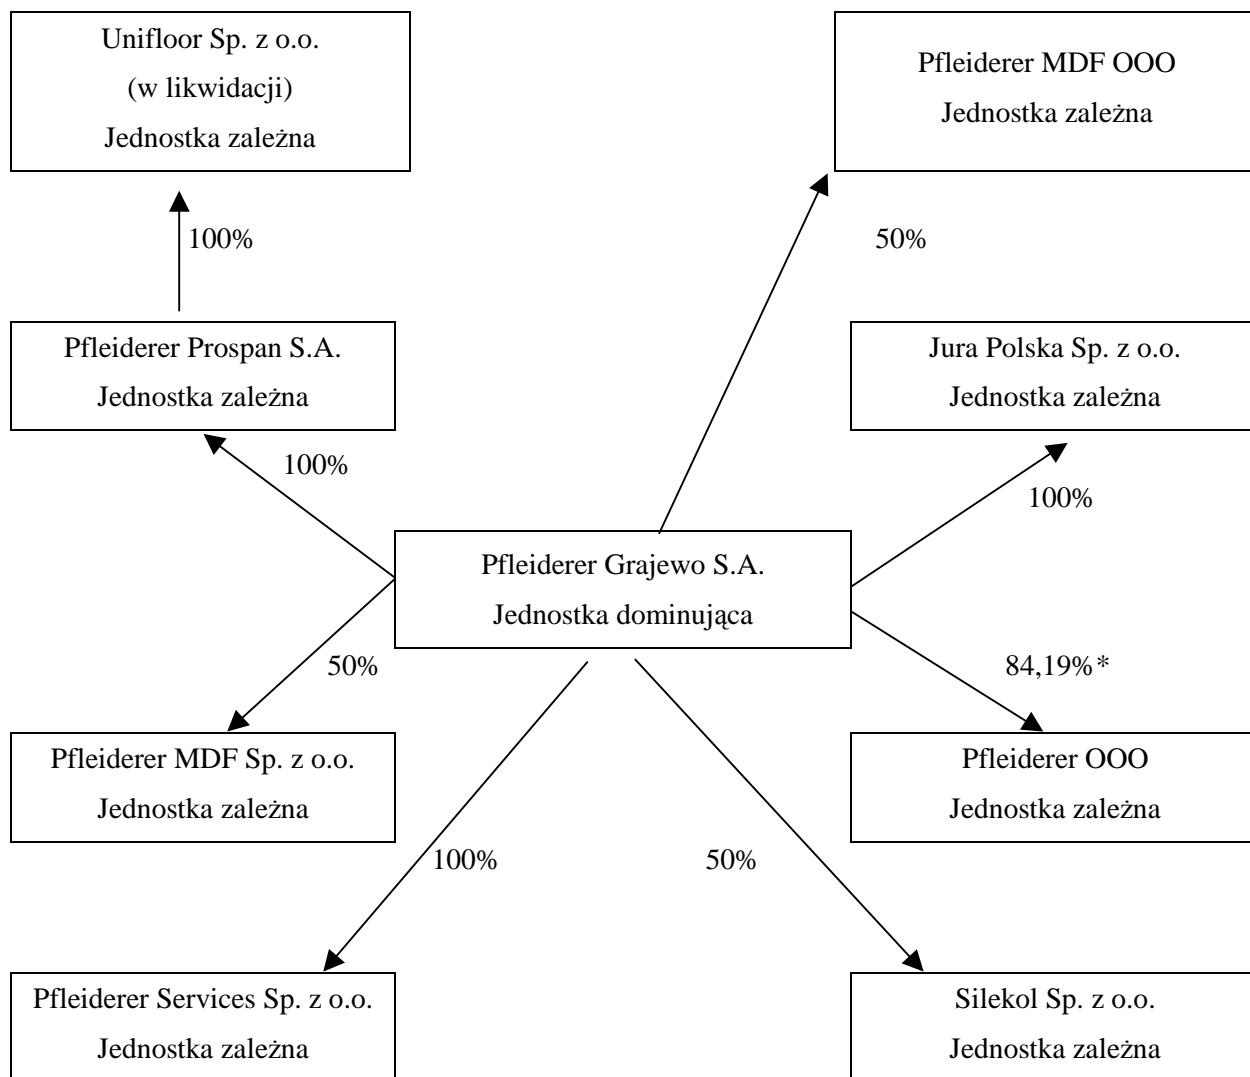 Unifloor Sp. z o.o.
(w likwidacji)
Jednostka zależna
Pfleiderer MDF OOO
Jednostka zależna
100%
50%
Pfleiderer Prospan S.A.
Jednostka zależna
Jura Polska Sp. z o.o.
Jednostka zależna
100%
100%
Pfleiderer Grajewo S.A.
Jednostka dominująca
50%
84,19%*
Pfleiderer MDF Sp. z o.o.
Jednostka zależna
Pfleiderer OOO
Jednostka zależna
100%
50%
Pfleiderer Services Sp. z o.o.
Jednostka zależna
Silekol Sp. z o.o.
Jednostka zależna